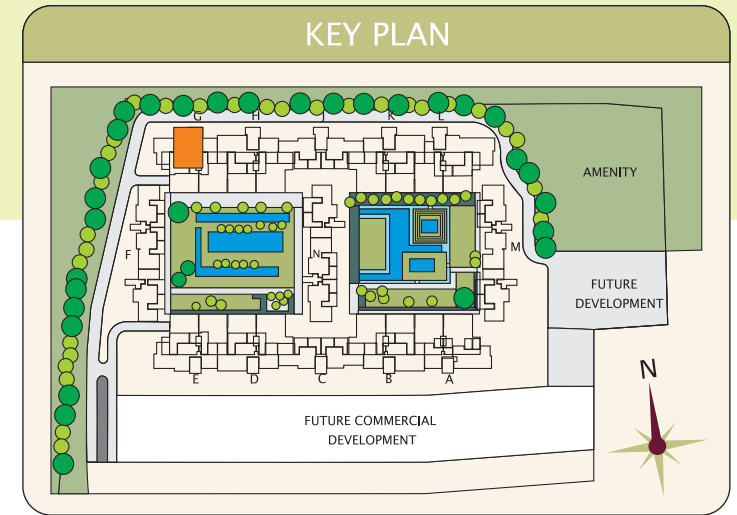 KEY PLAN
G
H
J
K
L
AMENITY
F
N
M
FUTURE
DEVELOPMENT
E
D
C
B
A
FUTURE COMMERCIAL
DEVELOPMENT
N